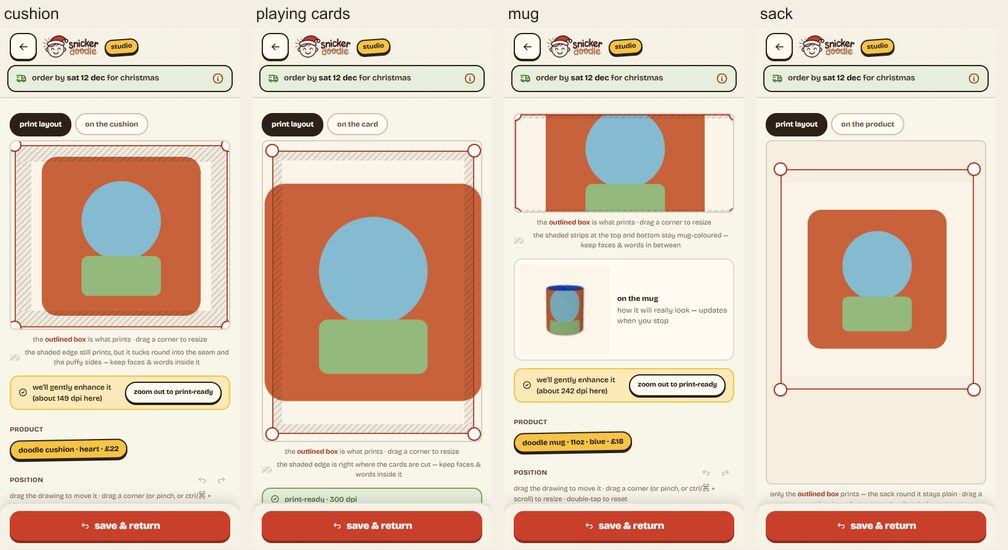 cushion
snicker
doodle
studio
order by sat 12 dec for christmas
print layout
on the cushion
the outlined box is what prints · drag a corner to resize
the shaded edge still prints, but it tucks round into the seam and
the puffy sides — keep faces & words inside it
we'll gently enhance it
(about 149 dpi here)
zoom out to print-ready
PRODUCT
doodle cushion · heart · £22
POSITION
drag the drawing to move it · drag a corner (or pinch, or ctrl/⌘ +
save & return
playing cards
snicker
doodle
studio
order by sat 12 dec for christmas
print layout
on the card
the outlined box is what prints · drag a corner to resize
the shaded edge is right where the cards are cut — keep faces &
words inside it
print-ready · 300 dpi
save & return
mug
snicker
doodle
studio
order by sat 12 dec for christmas
the outlined box is what prints · drag a corner to resize
the shaded strips at the top and bottom stay mug-coloured —
keep faces & words in between
on the mug
how it will really look — updates
when you stop
we'll gently enhance it
(about 242 dpi here)
zoom out to print-ready
PRODUCT
doodle mug · 11oz · blue · £18
POSITION
drag the drawing to move it · drag a corner (or pinch, or ctrl/⌘ +
scroll) to resize · double-tap to reset
save & return
sack
snicker
doodle
studio
order by sat 12 dec for christmas
print layout
on the product
only the outlined box prints — the sack round it stays plain · drag a
save & return